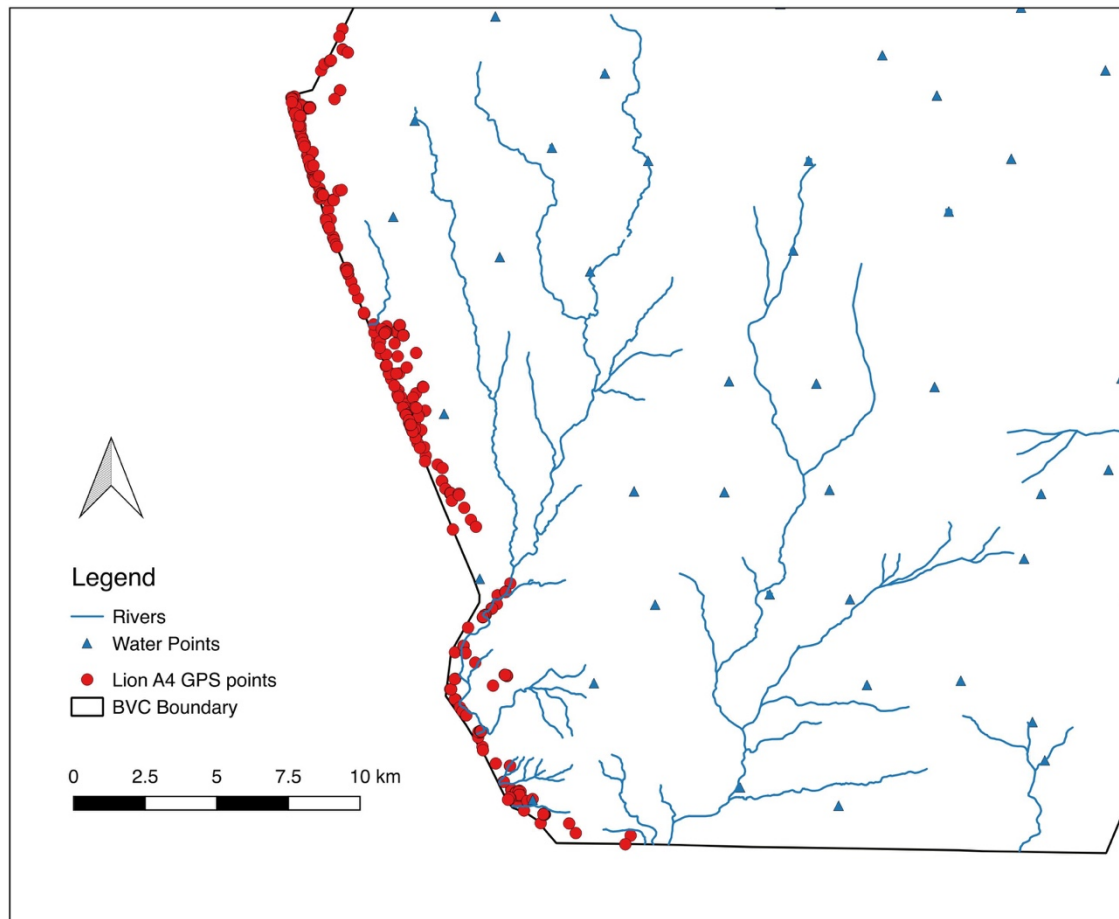 Legend
Rivers
Water Points
Lion A4 GPS points
BVC Boundary
0 2.5 5 7.5 10 km